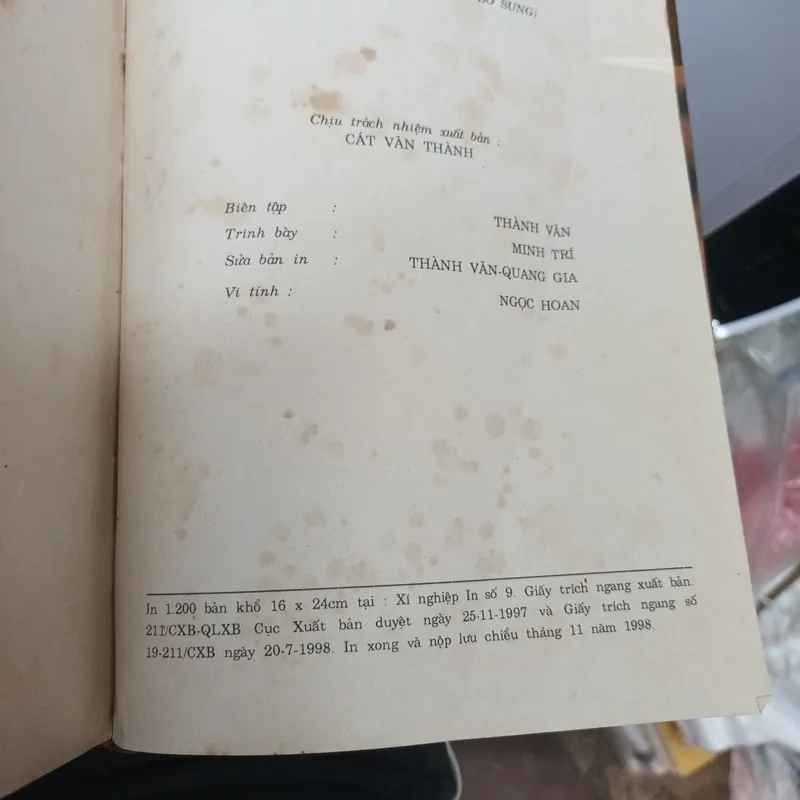 BỔ SUNG)
Chịu trách nhiệm xuất bản :
CÁT VĂN THÀNH
Biên tập : THÀNH VĂN
Trình bày : MINH TRÍ
Sửa bản in : THÀNH VĂN-QUANG GIA
Vi tính : NGỌC HOAN
In 1.200 bản khổ 16 x 24cm tại : Xí nghiệp In số 9. Giấy trích ngang xuất bản.
211/CXB-QLXB Cục Xuất bản duyệt ngày 25-11-1997 và Giấy trích ngang số
19-211/CXB ngày 20-7-1998. In xong và nộp lưu chiểu tháng 11 năm 1998.